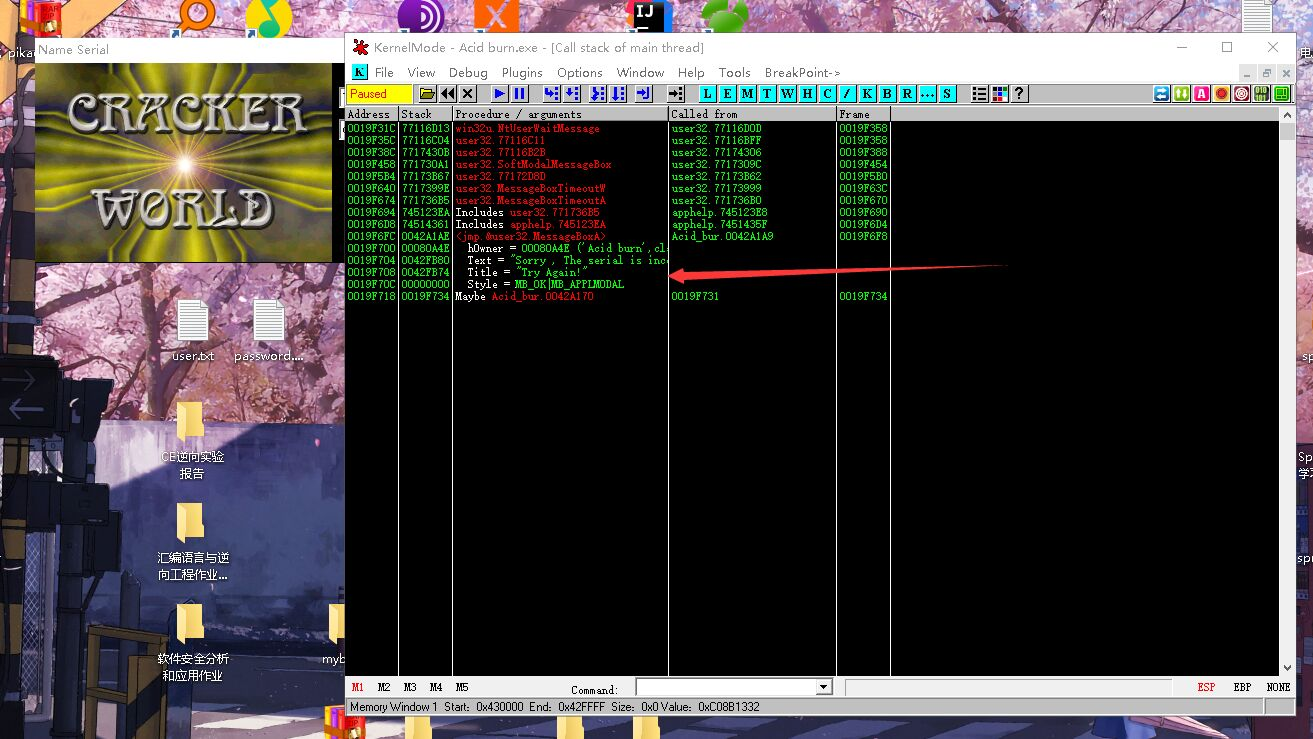 pika
Name Serial
CRACKER
WORLD
user.txt
password....
CE逆向实验
报告
汇编语言与逆
向工程作业...
软件安全分析
和应用作业
myb
IJ
电
sp
Sp
学
spr
KernelMode - Acid burn.exe - [Call stack of main thread]
K File View Debug Plugins Options Window Help Tools BreakPoint->
Paused L E M T W H C / K B R ... S ? A
Address Stack Procedure / arguments Called from Frame
0019F31C 77116D13 win32u.NtUserWaitMessage user32.77116D0D 0019F358
0019F35C 77116C04 user32.77116C11 user32.77116BFF 0019F358
0019F38C 7717430B user32.77116B2B user32.77174306 0019F388
0019F458 771730A1 user32.SoftModalMessageBox user32.7717309C 0019F454
0019F5B4 77173B67 user32.77172D8D user32.77173B62 0019F5B0
0019F640 7717399E user32.MessageBoxTimeoutW user32.77173999 0019F63C
0019F674 771736B5 user32.MessageBoxTimeoutA user32.771736B0 0019F670
0019F694 745123EA Includes user32.771736B5 apphelp.745123E8 0019F690
0019F6D8 74514361 Includes apphelp.745123EA apphelp.7451435F 0019F6D4
0019F6FC 0042A1AE <jmp.&user32.MessageBoxA> Acid_bur.0042A1A9 0019F6F8
0019F700 00080A4E hOwner = 00080A4E ('Acid burn',cla
0019F704 0042FB80 Text = "Sorry , The serial is inco
0019F708 0042FB74 Title = "Try Again!"
0019F70C 00000000 Style = MB_OK|MB_APPLMODAL
0019F718 0019F734 Maybe Acid_bur.0042A170 0019F731 0019F734
M1 M2 M3 M4 M5 Command: ESP EBP NONE
Memory Window 1 Start: 0x430000 End: 0x42FFFF Size: 0x0 Value: 0xC08B1332